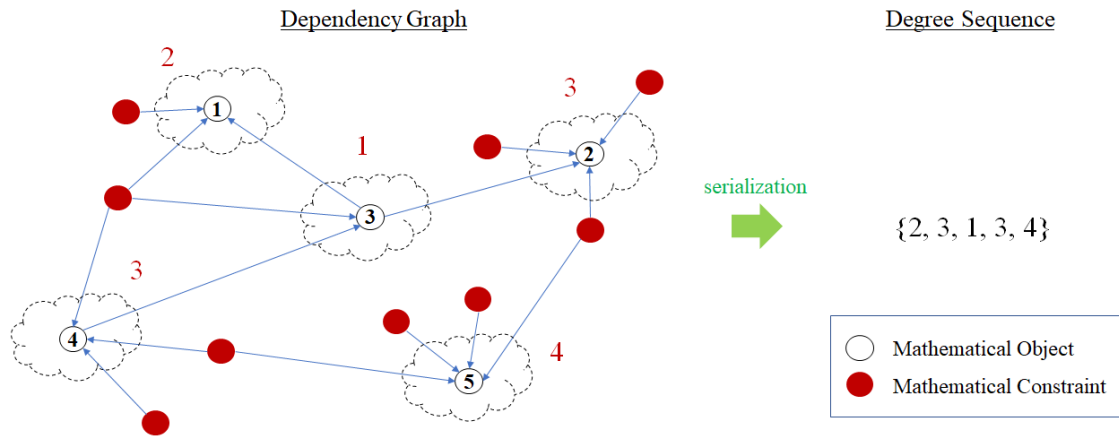 Dependency Graph
Degree Sequence
2
3
1
1
2
3
serialization
{2, 3, 1, 3, 4}
3
4
4
5
Mathematical Object
Mathematical Constraint